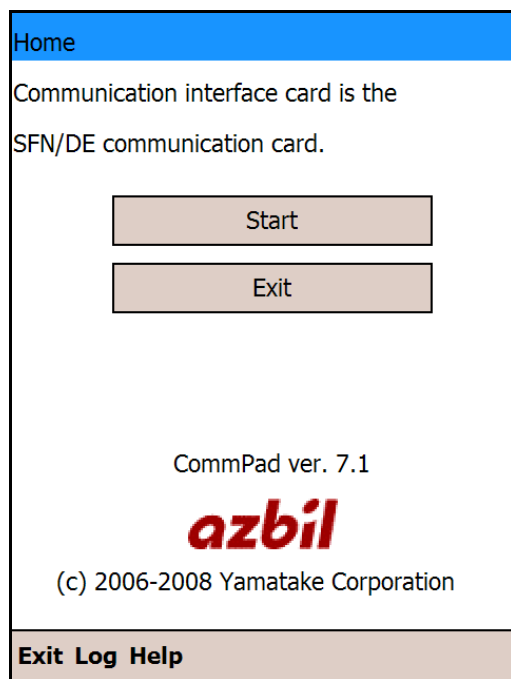 Home
Communication interface card is the
SFN/DE communication card.
Start
Exit
CommPad ver. 7.1
azbil
(c) 2006-2008 Yamatake Corporation
Exit Log Help